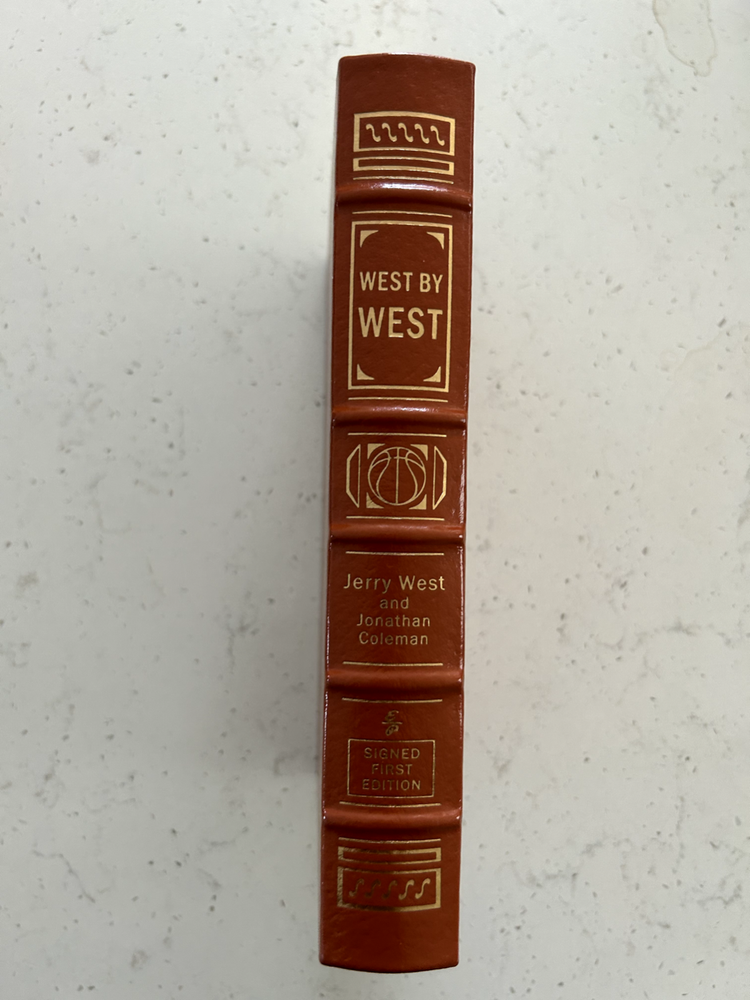 WEST BY
WEST
Jerry West
and
Jonathan
Coleman
SIGNED
FIRST
EDITION